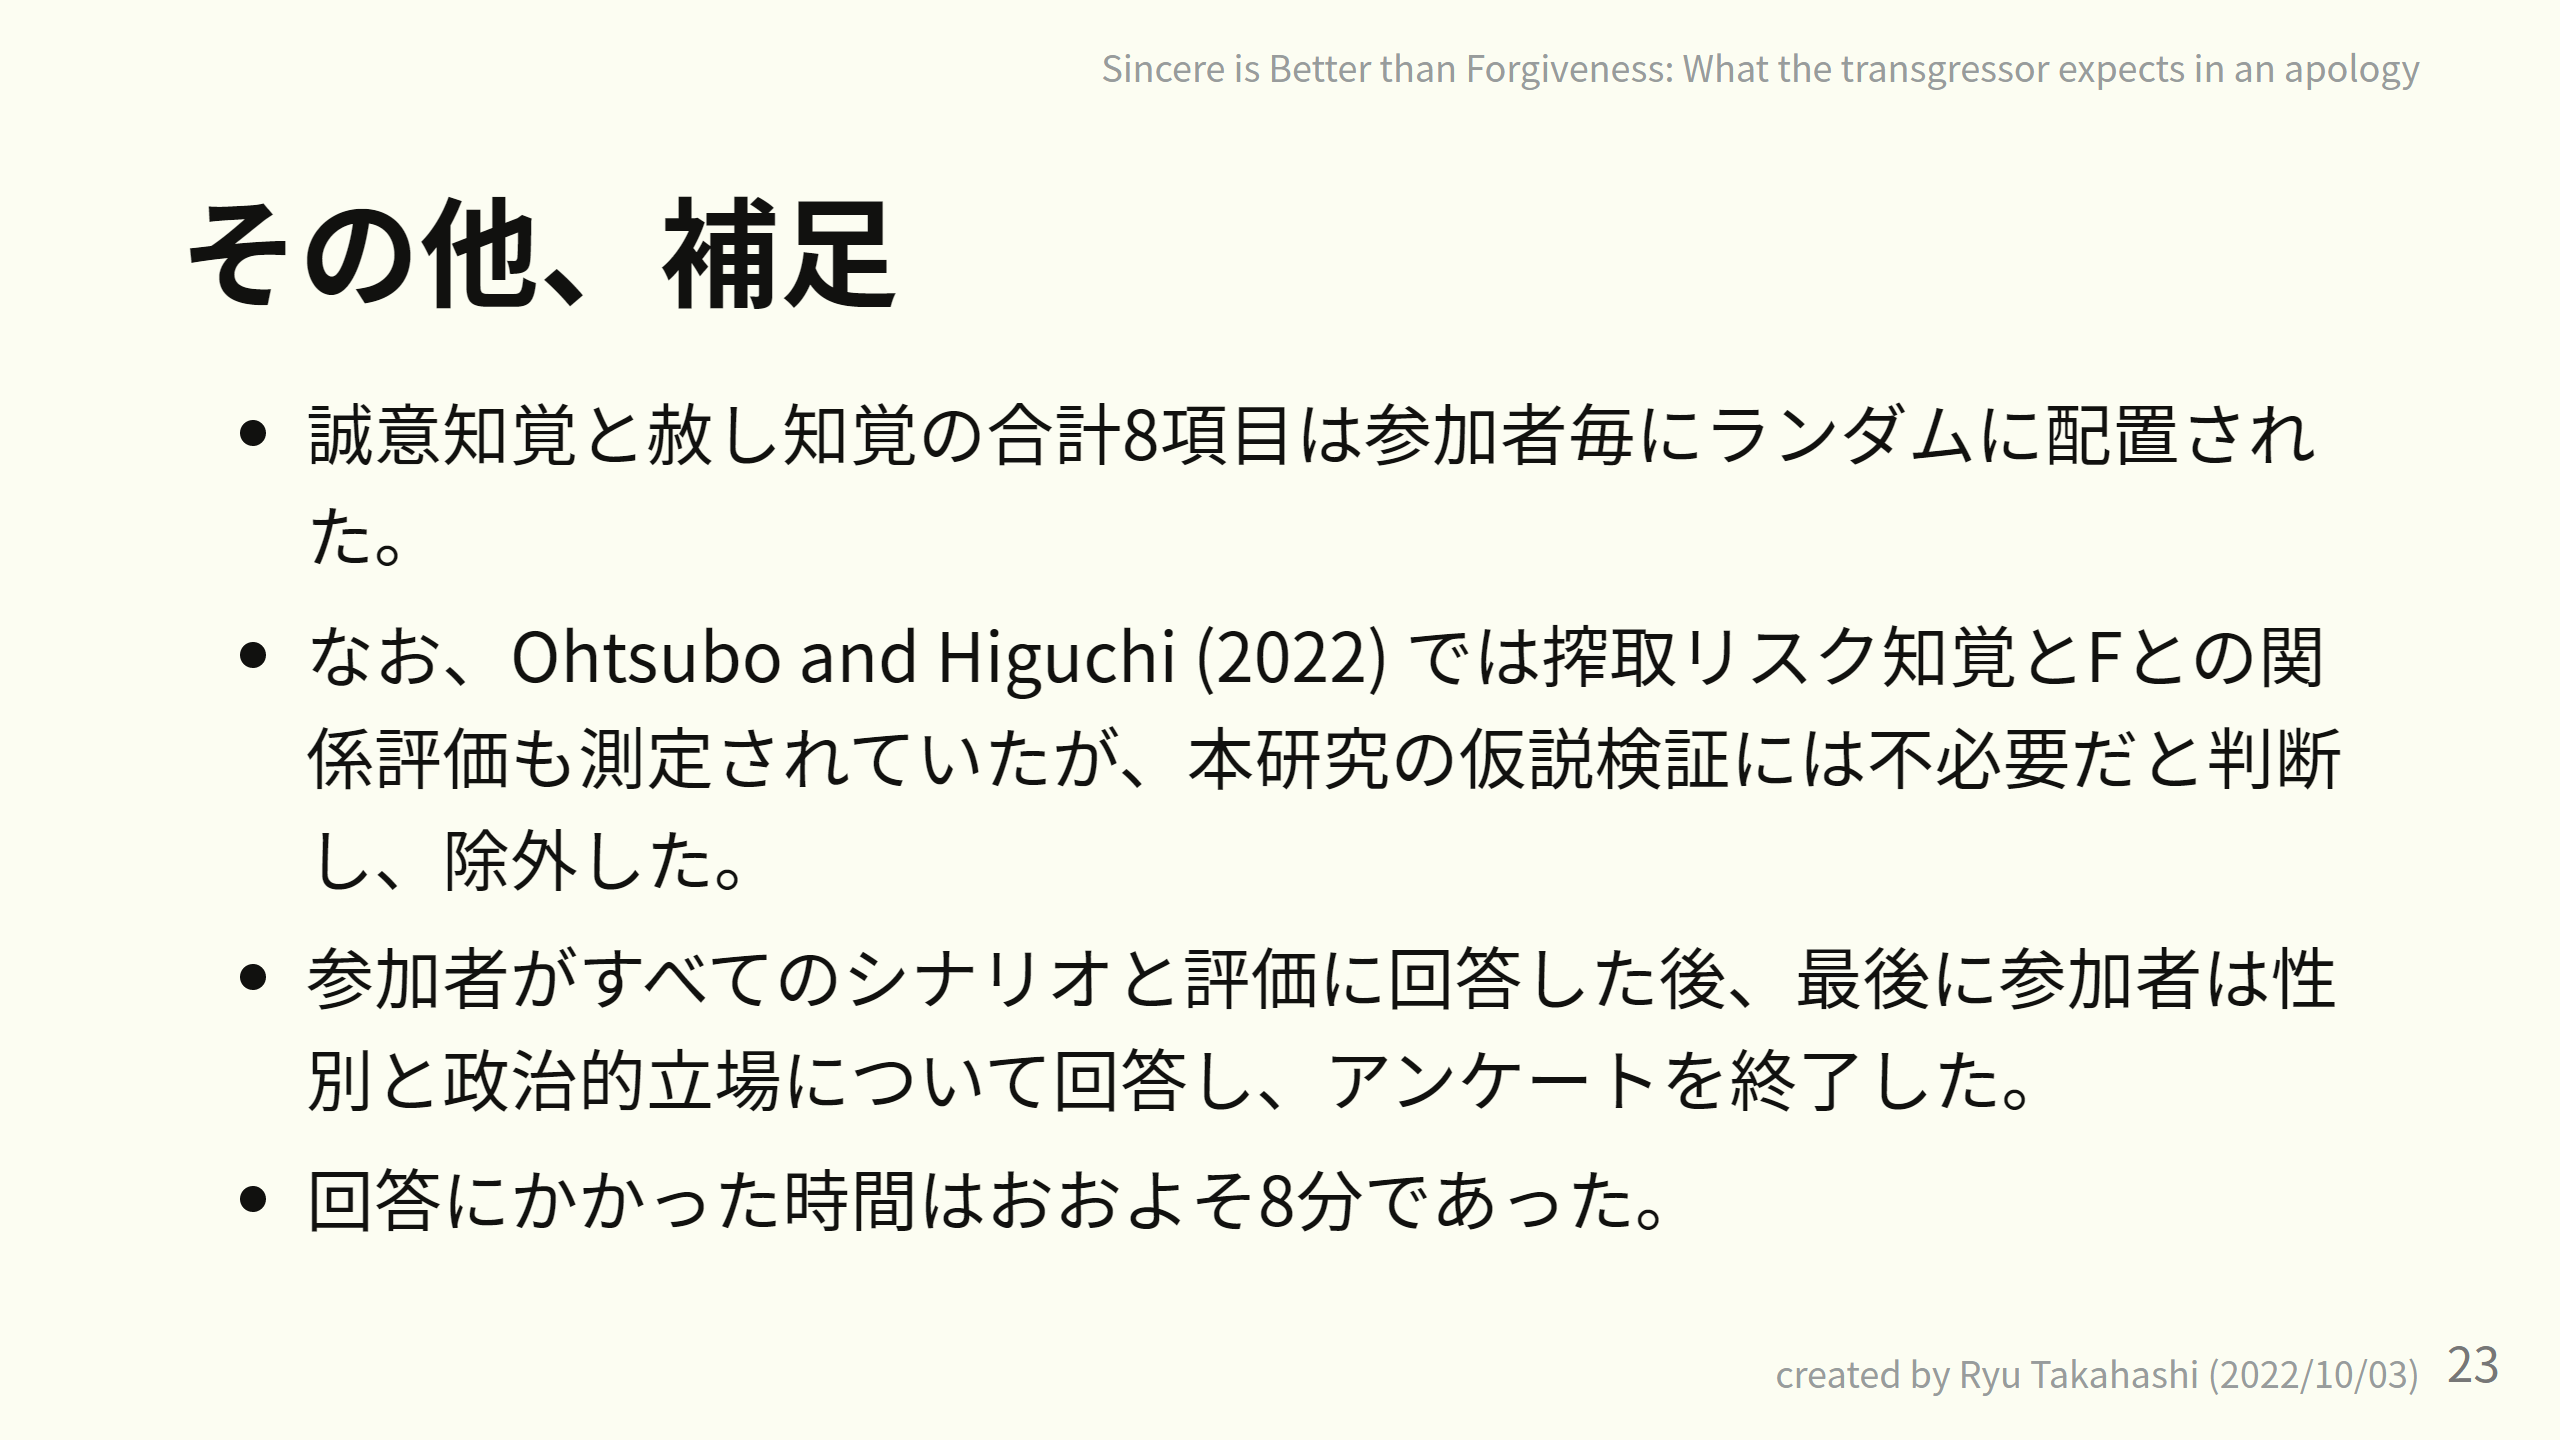 Sincere is Better than Forgiveness: What the transgressor expects in an apology
その他、補足
• 誠意知覚と赦し知覚の合計8項目は参加者毎にランダムに配置され
た。
• なお、Ohtsubo and Higuchi (2022) では搾取リスク知覚とFとの関
係評価も測定されていたが、本研究の仮説検証には不必要だと判断
し、除外した。
• 参加者がすべてのシナリオと評価に回答した後、最後に参加者は性
別と政治的立場について回答し、アンケートを終了した。
• 回答にかかった時間はおおよそ8分であった。
created by Ryu Takahashi (2022/10/03) 23